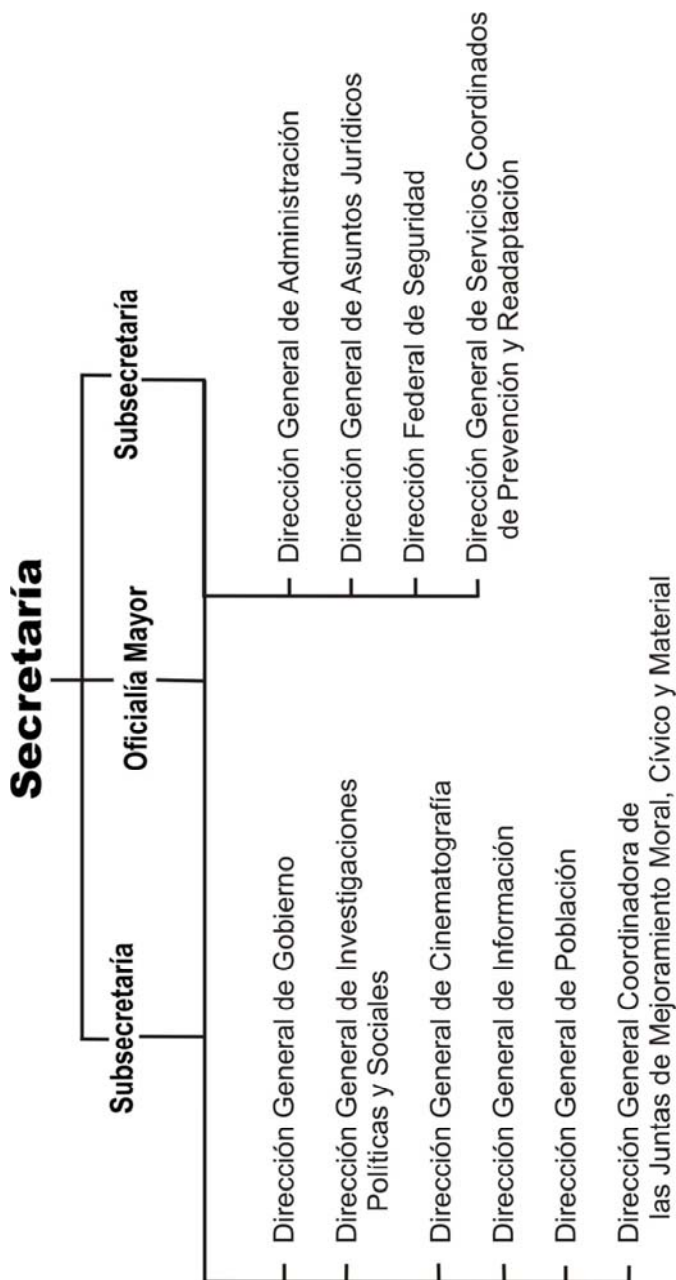 Secretaría
Subsecretaría
Oficialía Mayor
Subsecretaría
Dirección General de Gobierno
Dirección General de Investigaciones
Políticas y Sociales
Dirección General de Cinematografía
Dirección General de Información
Dirección General de Población
Dirección General Coordinadora de
las Juntas de Mejoramiento Moral, Cívico y Material
Dirección General de Administración
Dirección General de Asuntos Jurídicos
Dirección Federal de Seguridad
Dirección General de Servicios Coordinados
de Prevención y Readaptación